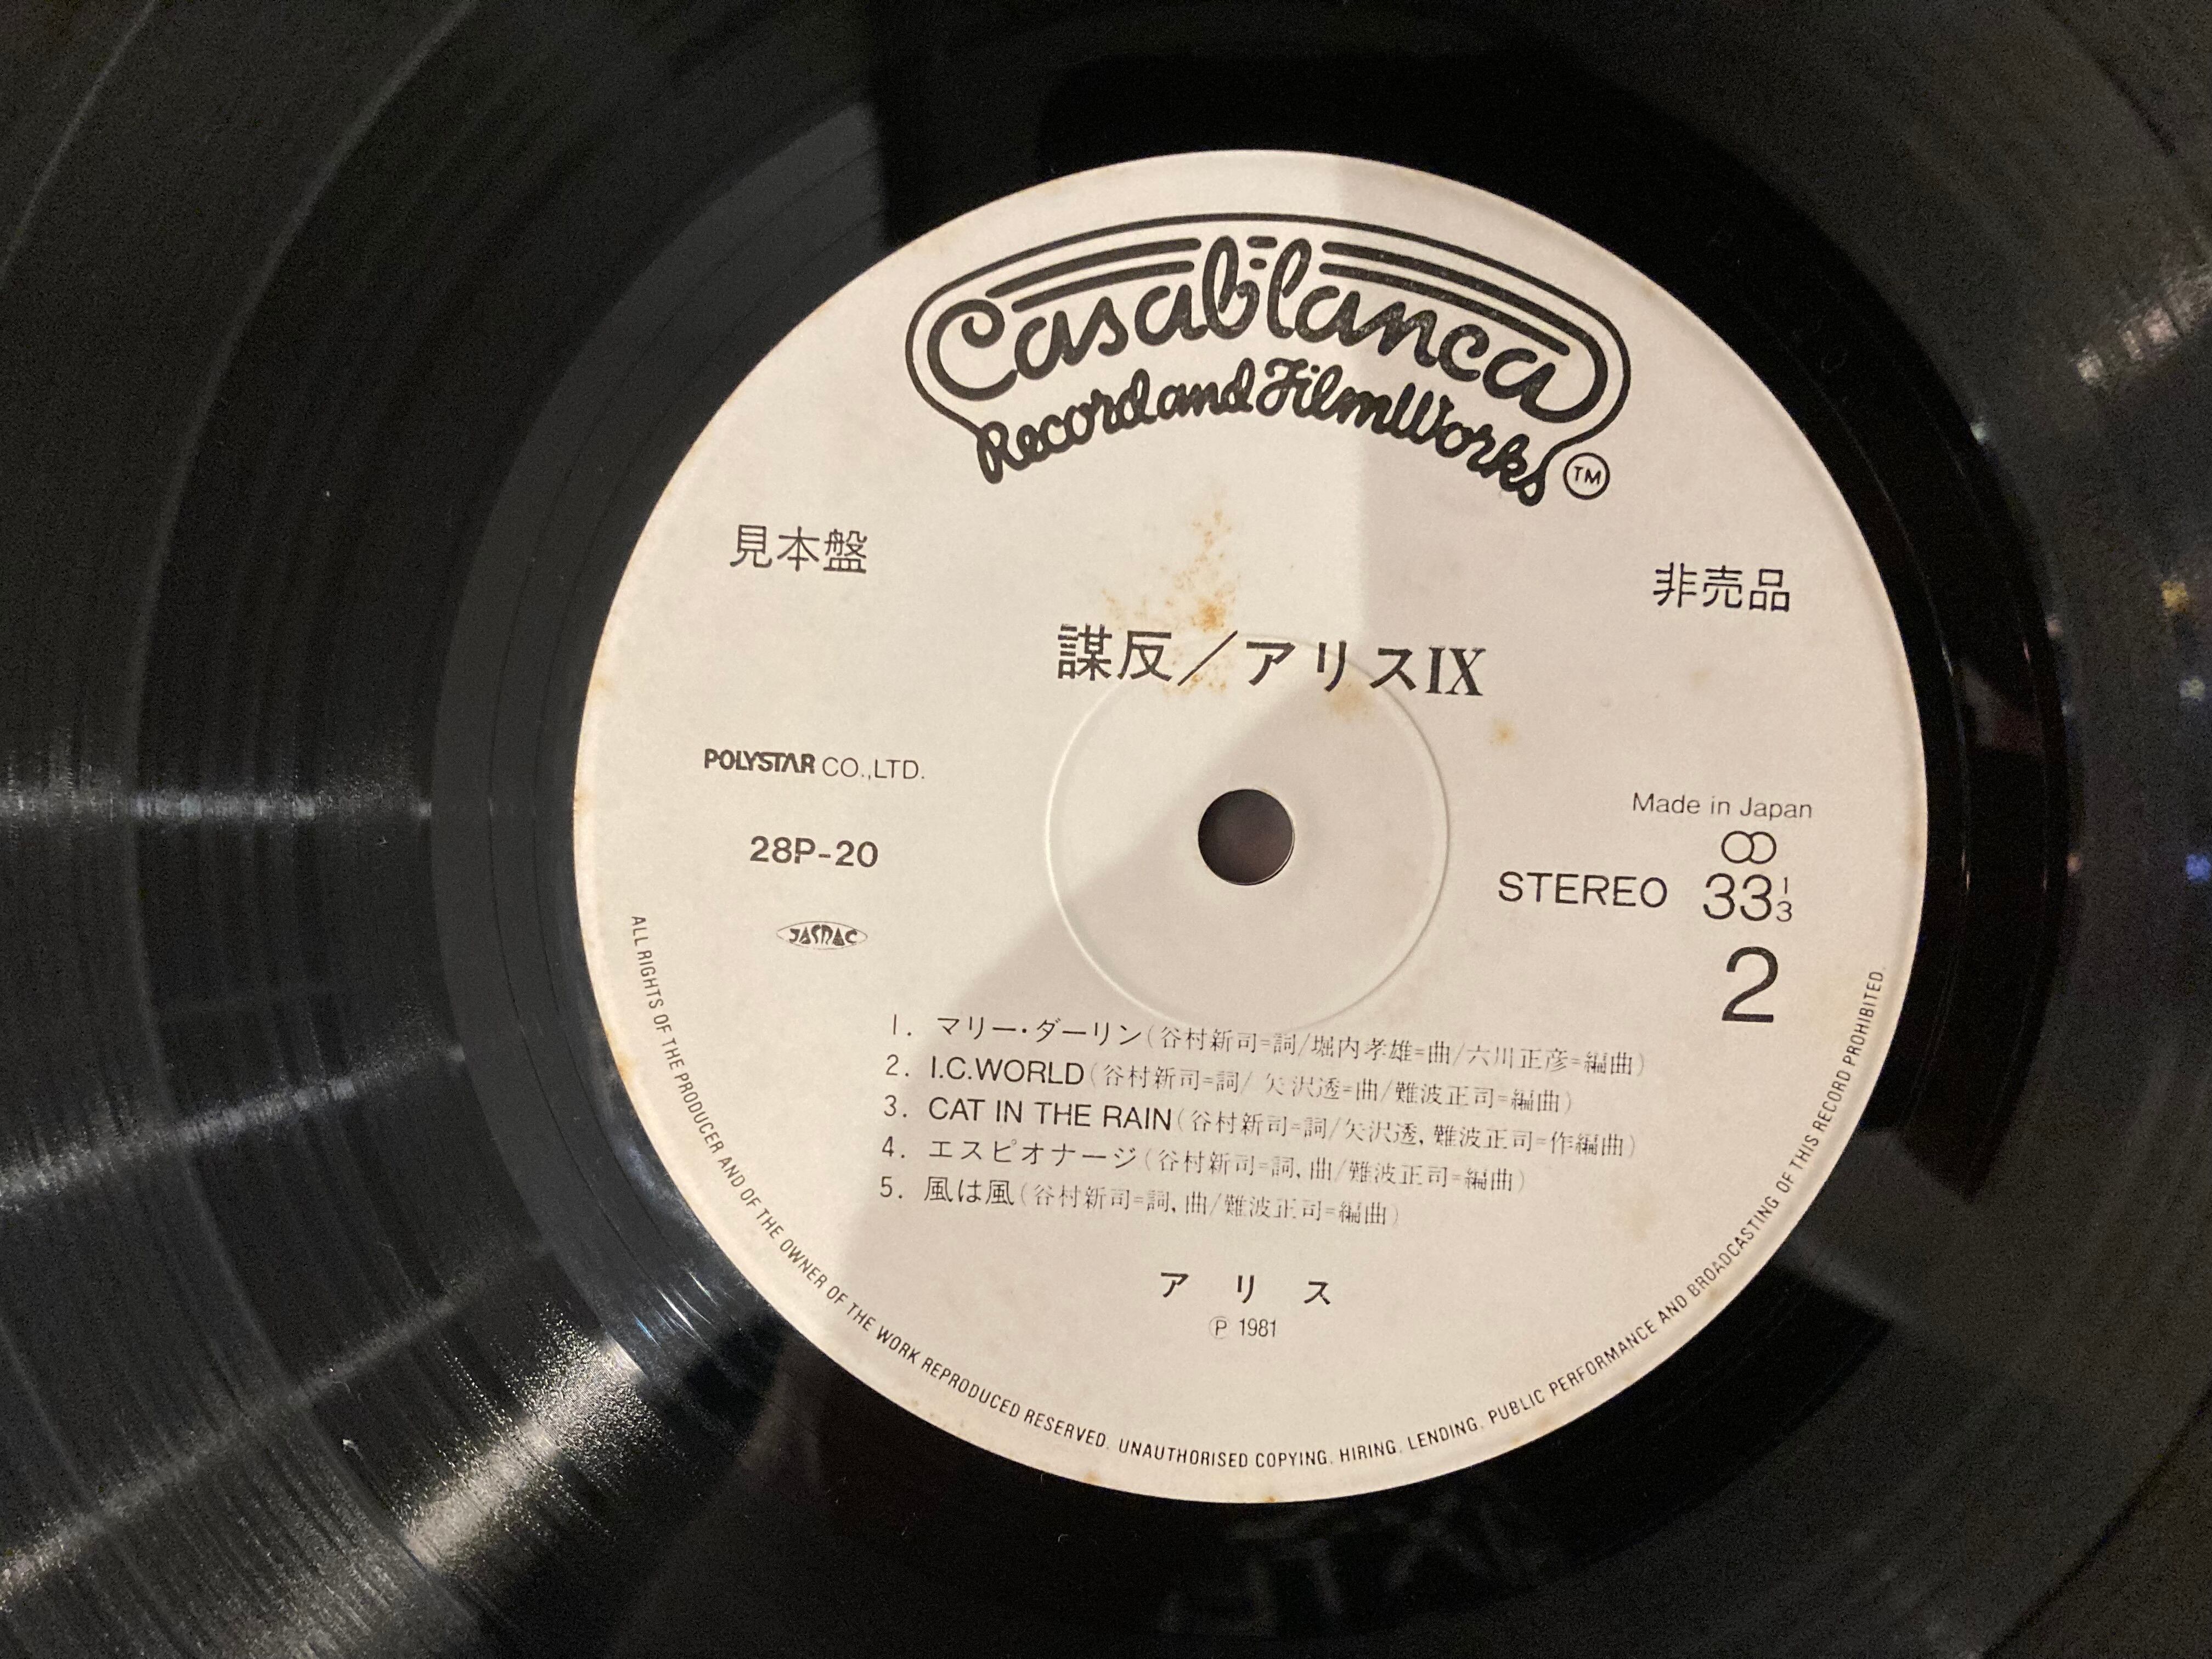 Casablanca
Record and FilmWorks TM
見本盤
非売品
謀反／アリスIX
POLYSTAR CO.,LTD.
28P-20
JASRAC
Made in Japan
STEREO 33 1/3
2
1. マリー・ダーリン(谷村新司=詞/堀内孝雄=曲/六川正彦=編曲)
2. I.C.WORLD(谷村新司=詞/ 矢沢透=曲/難波正司=編曲)
3. CAT IN THE RAIN(谷村新司=詞/矢沢透, 難波正司=作編曲)
4. エスピオナージ(谷村新司=詞, 曲/難波正司=編曲)
5. 風は風(谷村新司=詞, 曲/難波正司=編曲)
アリス
Ⓟ 1981
ALL RIGHTS OF THE PRODUCER AND OF THE OWNER OF THE WORK REPRODUCED RESERVED. UNAUTHORISED COPYING, HIRING, LENDING, PUBLIC PERFORMANCE AND BROADCASTING OF THIS RECORD PROHIBITED.